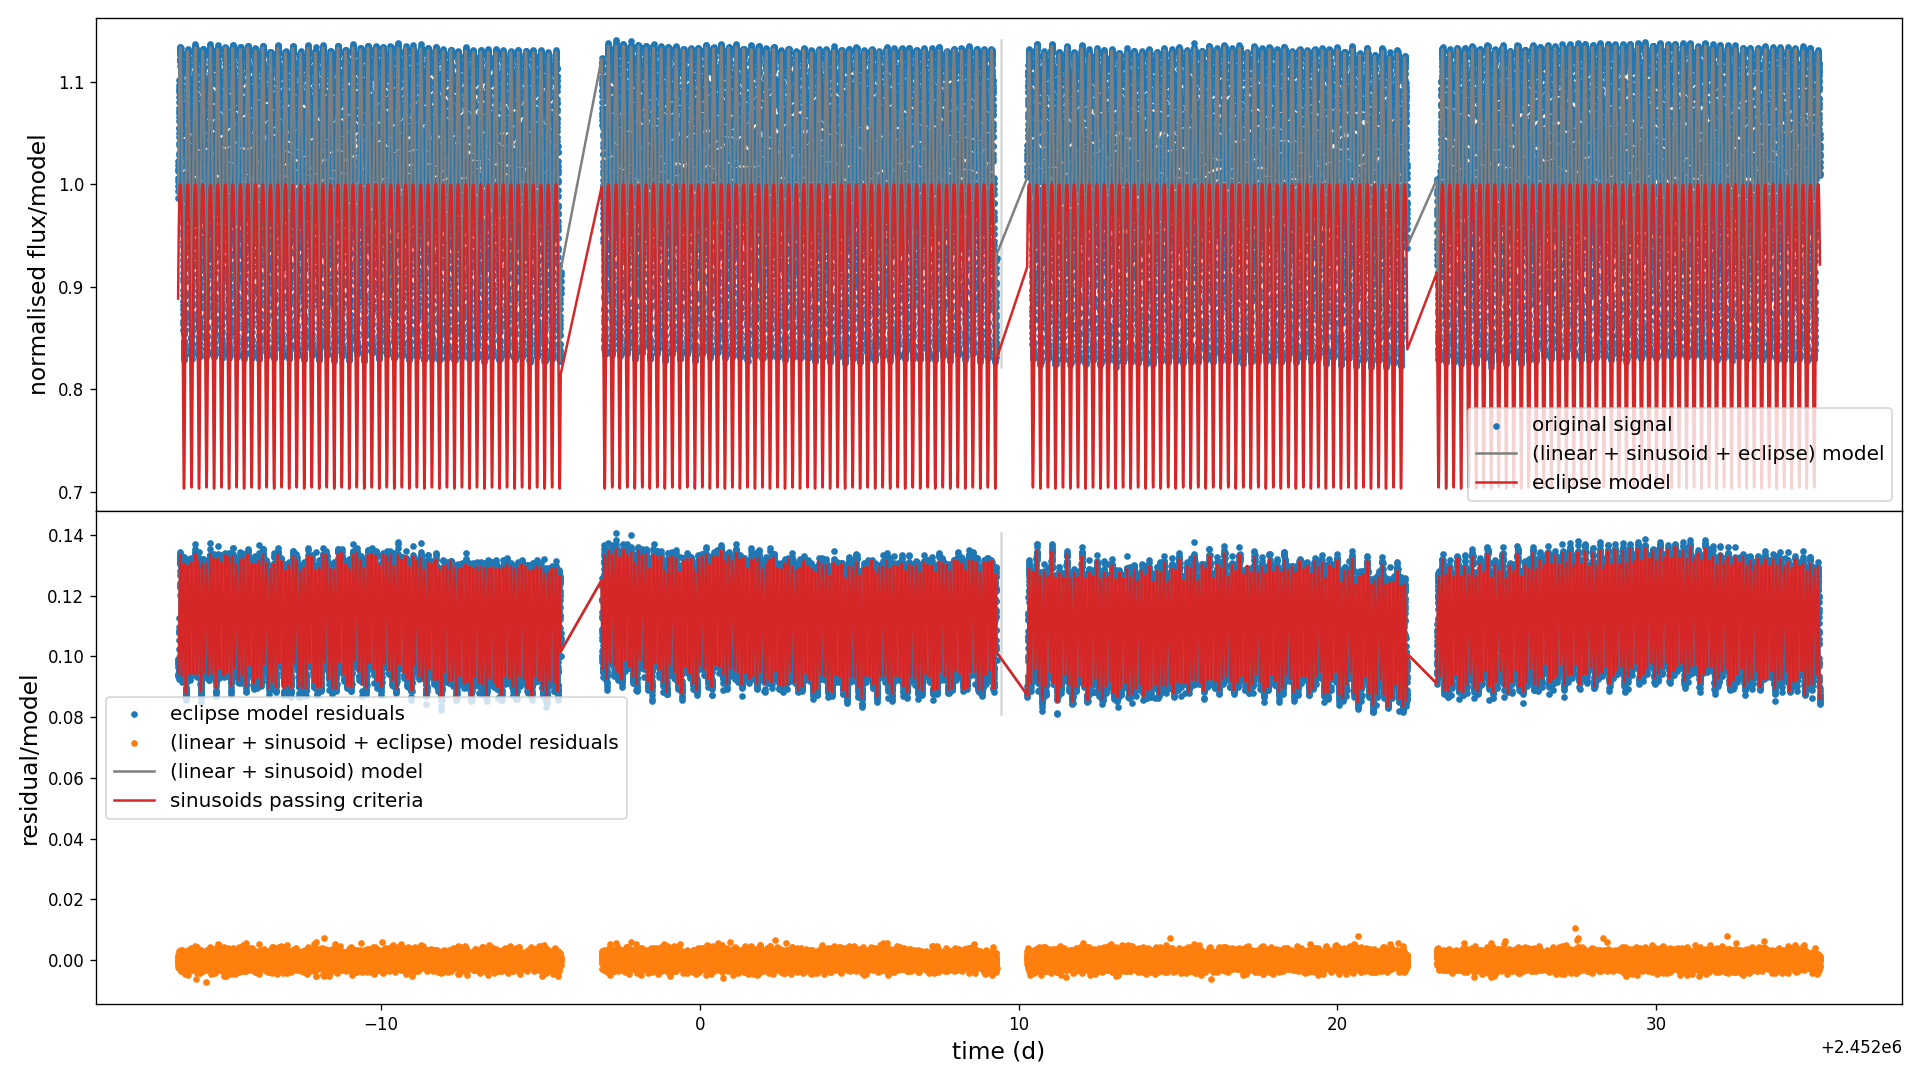 normalised flux/model
1.1
1.0
0.9
0.8
0.7
original signal
(linear + sinusoid + eclipse) model
eclipse model
residual/model
0.14
0.12
0.10
0.08
0.06
0.04
0.02
0.00
eclipse model residuals
(linear + sinusoid + eclipse) model residuals
(linear + sinusoid) model
sinusoids passing criteria
−10 0 10 20 30
time (d)
+2.452e6